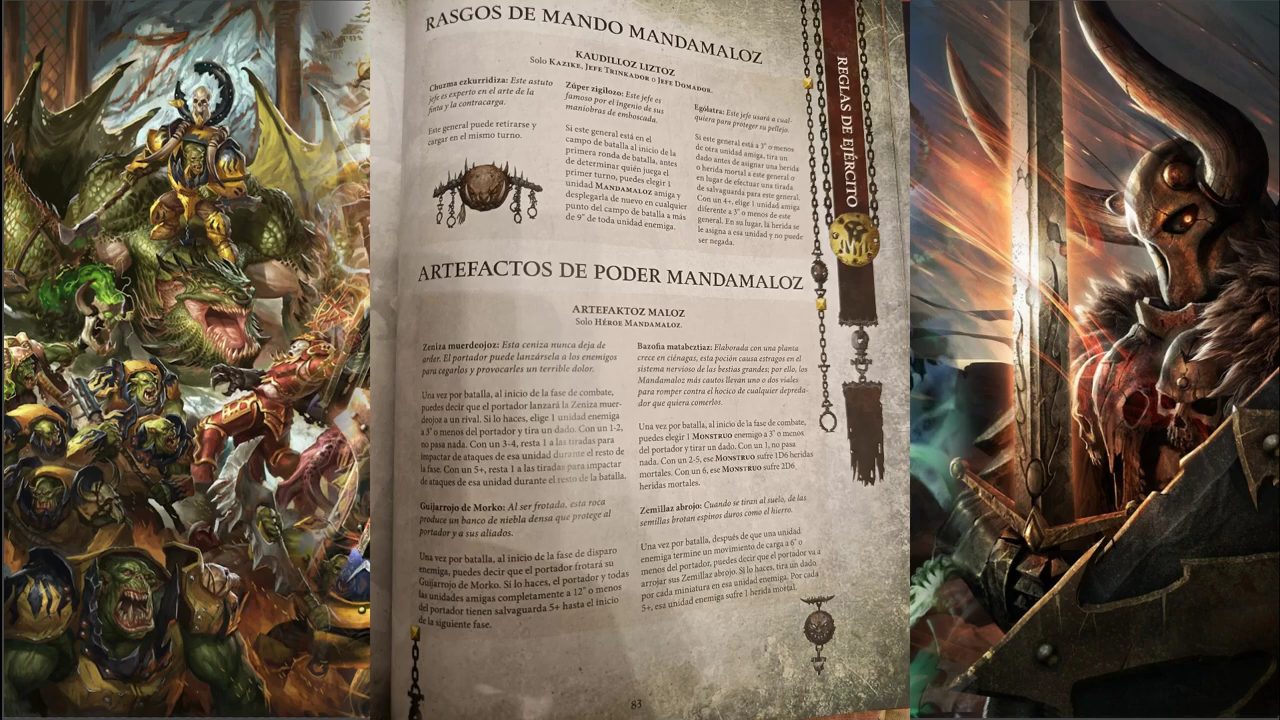 RASGOS DE MANDO MANDAMALOZ
KAUDILLOZ LIZTOZ
Solo Kazike, Jefe Trinkador o Jefe Domador.
Chuzma ezkurridiza: Este astuto
jefe es experto en el arte de la
finta y la contracarga.
Este general puede retirarse y
cargar en el mismo turno.
Zúper zigilozo: Este jefe es
famoso por el ingenio de sus
maniobras de emboscada.
Si este general está en el
campo de batalla al inicio de la
primera ronda de batalla, antes
de determinar quién juega el
primer turno, puedes elegir 1
unidad Mandamaloz amiga y
desplegarla de nuevo en cualquier
punto del campo de batalla a más
de 9" de toda unidad enemiga.
Ególatra: Este jefe usará a cual-
quiera para proteger su pellejo.
Si este general está a 3" o menos
de otra unidad amiga, tira un
dado antes de asignar una herida
o herida mortal a este general o
en lugar de efectuar una tirada
de salvaguarda para este general.
Con un 4+, elige 1 unidad amiga
diferente a 3" o menos de este
general. En su lugar, la herida se
le asigna a esa unidad y no puede
ser negada.
ARTEFACTOS DE PODER MANDAMALOZ
ARTEFAKTOZ MALOZ
Solo Héroe Mandamaloz.
Zeniza muerdeojoz: Esta ceniza nunca deja de
arder. El portador puede lanzársela a los enemigos
para cegarlos y provocarles un terrible dolor.
Una vez por batalla, al inicio de la fase de combate,
puedes decir que el portador lanzará la Zeniza muer-
deojoz a un rival. Si lo haces, elige 1 unidad enemiga
a 3" o menos del portador y tira un dado. Con un 1-2,
no pasa nada. Con un 3-4, resta 1 a las tiradas para
impactar de ataques de esa unidad durante el resto de
la fase. Con un 5+, resta 1 a las tiradas para impactar
de ataques de esa unidad durante el resto de la batalla.
Guijarrojo de Morko: Al ser frotada, esta roca
produce un banco de niebla densa que protege al
portador y a sus aliados.
Una vez por batalla, al inicio de la fase de disparo
enemiga, puedes decir que el portador frotará su
Guijarrojo de Morko. Si lo haces, el portador y todas
las unidades amigas completamente a 12" o menos
del portador tienen salvaguarda 5+ hasta el inicio
de la siguiente fase.
Bazofia matabeztiaz: Elaborada con una planta
crece en ciénagas, esta poción causa estragos en el
sistema nervioso de las bestias grandes; por ello, los
Mandamaloz más cautos llevan uno o dos viales
para romper contra el hocico de cualquier depreda-
dor que quiera comerlos.
Una vez por batalla, al inicio de la fase de combate,
puedes elegir 1 Monstruo enemigo a 3" o menos
del portador y tirar un dado. Con un 1, no pasa
nada. Con un 2-5, ese Monstruo sufre 1D6 heridas
mortales. Con un 6, ese Monstruo sufre 2D6
heridas mortales.
Zemillaz abrojo: Cuando se tiran al suelo, de las
semillas brotan espinos duros como el hierro.
Una vez por batalla, después de que una unidad
enemiga termine un movimiento de carga a 6" o
menos del portador, puedes decir que el portador va a
arrojar sus Zemillaz abrojo. Si lo haces, tira un dado
por cada miniatura en esa unidad enemiga. Por cada
5+, esa unidad enemiga sufre 1 herida mortal.
REGLAS DE EJÉRCITO
83